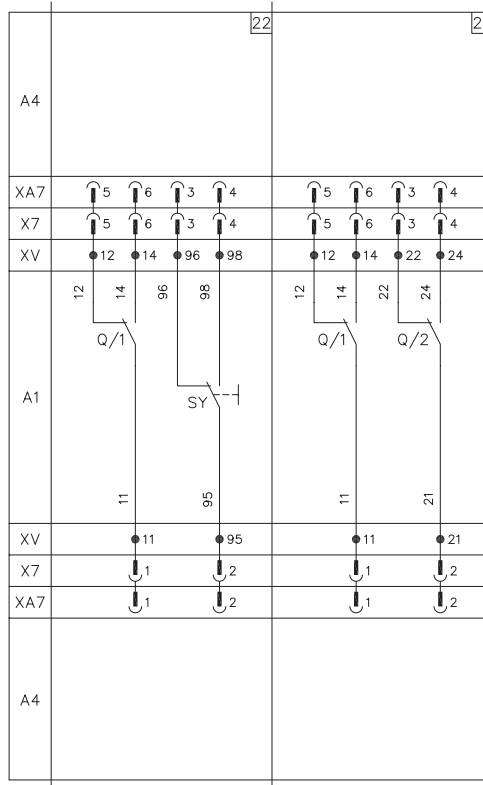 22 2
A4
XA7 5 6 3 4 5 6 3 4
X7 5 6 3 4 5 6 3 4
XV 12 14 96 98 12 14 22 24
12 14 96 98 12 14 22 24
Q/1 Q/1 Q/2
A1 SY
11 95 11 21
XV 11 95 11 21
X7 1 2 1 2
XA7 1 2 1 2
A4